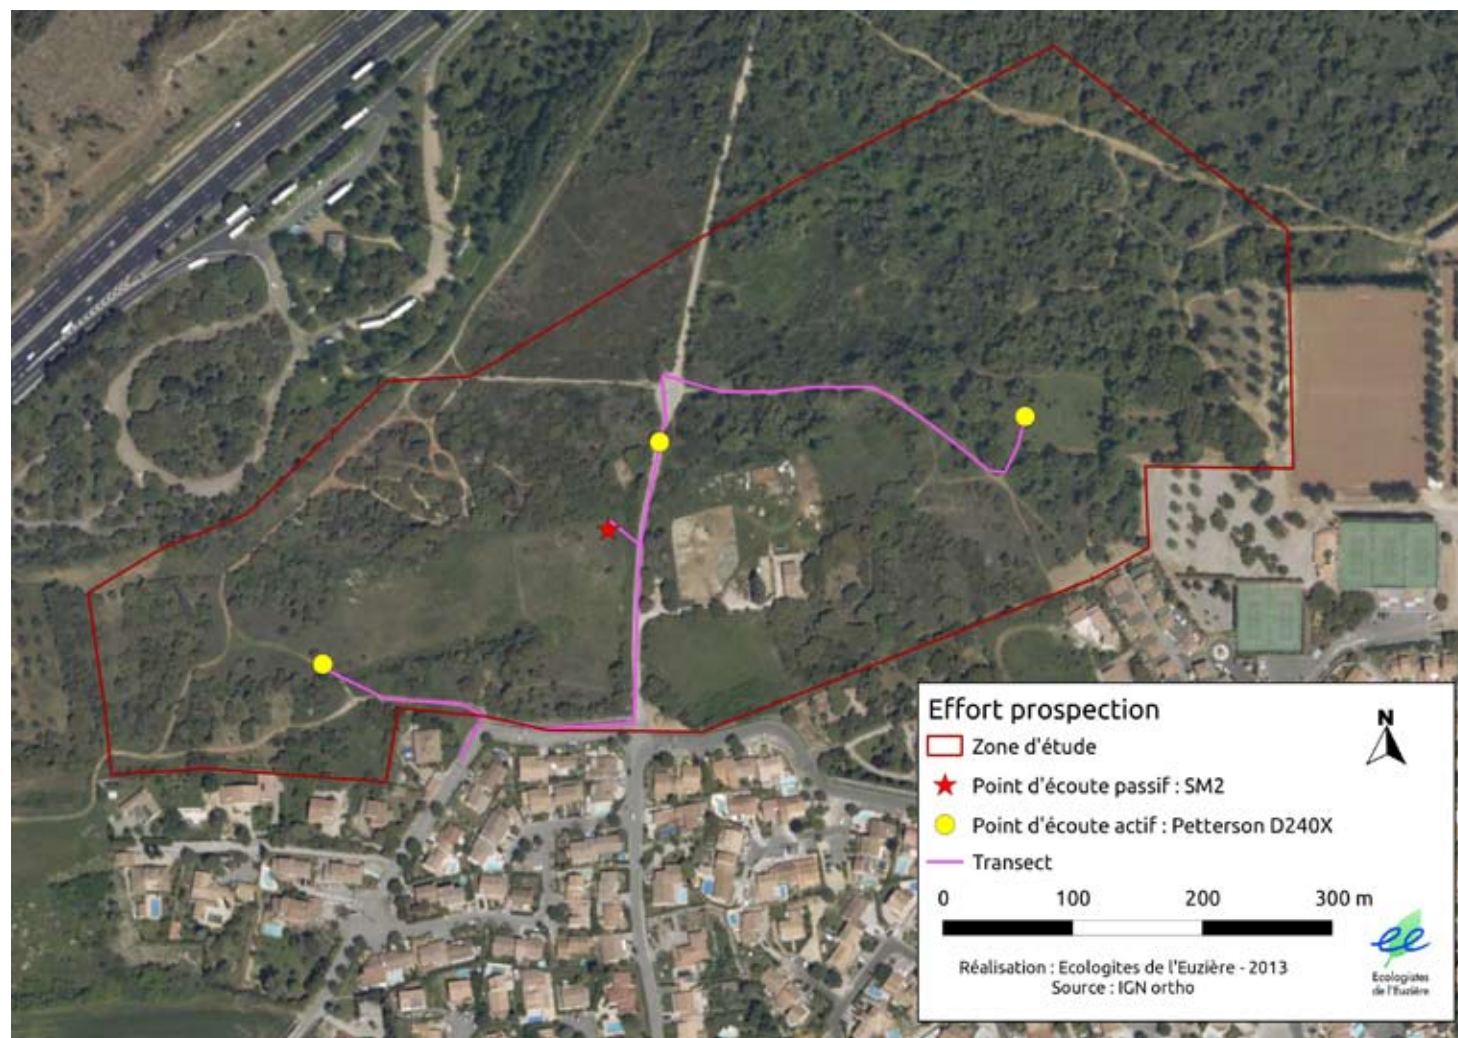 Effort prospection
Zone d'étude
Point d'écoute passif : SM2
Point d'écoute actif : Petterson D240X
Transect
N
0 100 200 300 m
Réalisation : Ecologites de l'Euzière - 2013
Source : IGN ortho
ee
Ecologistes
de l'Euzière